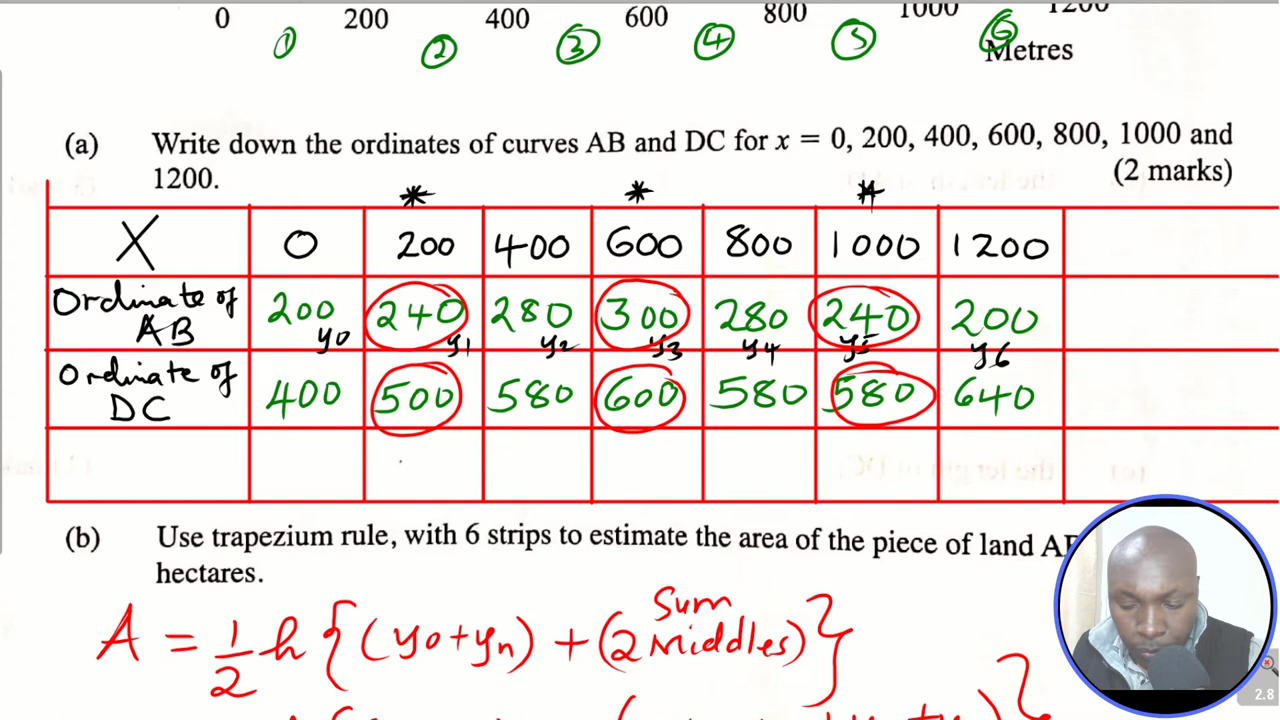 0 200 400 600 800 1000 1200
① ② ③ ④ ⑤ ⑥
Metres
(a) Write down the ordinates of curves AB and DC for x = 0, 200, 400, 600, 800, 1000 and
1200. (2 marks)
* * *
X 0 200 400 600 800 1000 1200
Ordinate of AB 200 240 280 300 280 240 200
y0 y1 y2 y3 y4 y5 y6
Ordinate of DC 400 500 580 600 580 580 640
(b) Use trapezium rule, with 6 strips to estimate the area of the piece of land
hectares.
A = 1/2 h {(y0+yn) + (2 Sum Middles)}
2.8